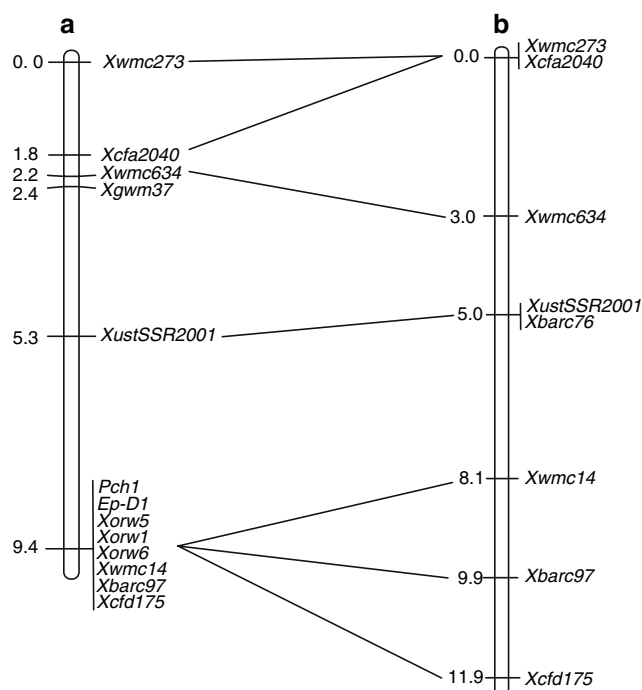 a
0. 0 Xwmc273
1.8 Xcfa2040
2.2 Xwmc634
2.4 Xgwm37
5.3 XustSSR2001
Pch1
Ep-D1
Xorw5
Xorw1
9.4 Xorw6
Xwmc14
Xbarc97
Xcfd175
b
0.0 Xwmc273
Xcfa2040
3.0 Xwmc634
5.0 XustSSR2001
Xbarc76
8.1 Xwmc14
9.9 Xbarc97
11.9 Xcfd175